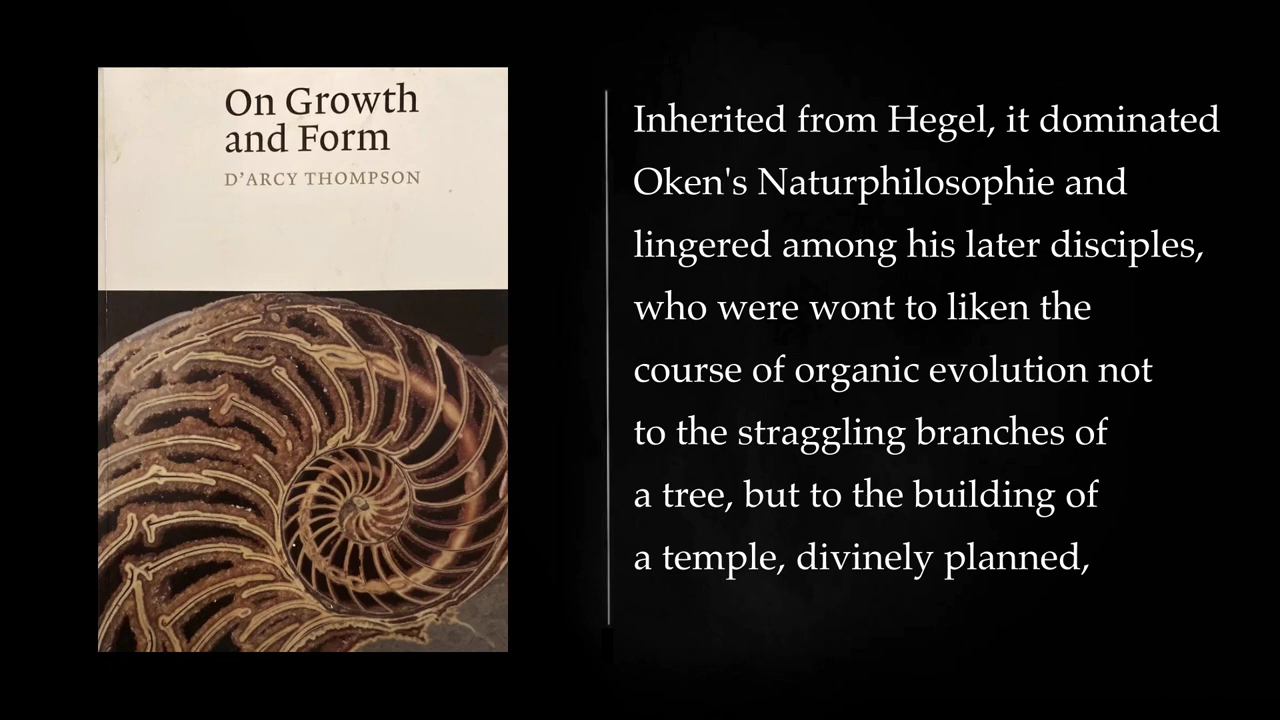 On Growth
and Form
D'ARCY THOMPSON
Inherited from Hegel, it dominated
Oken's Naturphilosophie and
lingered among his later disciples,
who were wont to liken the
course of organic evolution not
to the straggling branches of
a tree, but to the building of
a temple, divinely planned,